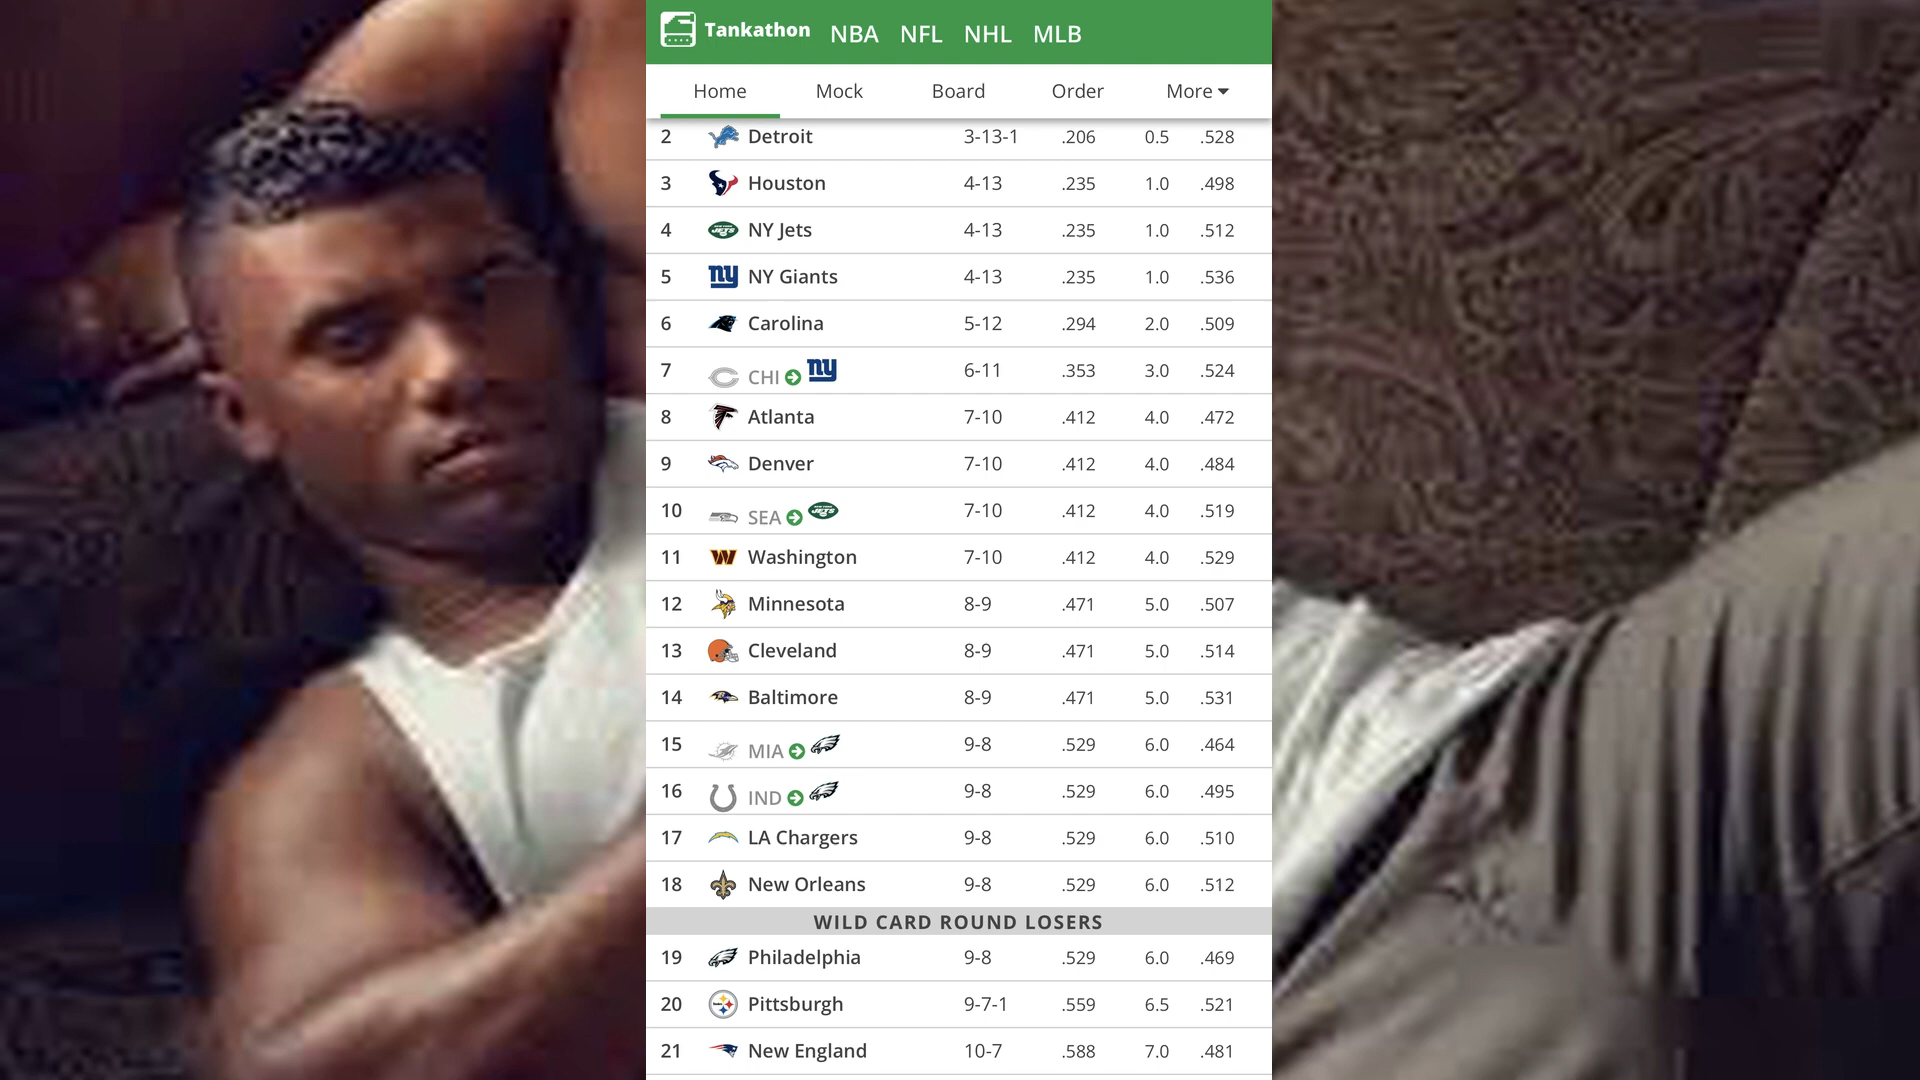 Tankathon NBA NFL NHL MLB
Home Mock Board Order More
2 Detroit 3-13-1 .206 0.5 .528
3 Houston 4-13 .235 1.0 .498
4 JETS NY Jets 4-13 .235 1.0 .512
5 ny NY Giants 4-13 .235 1.0 .536
6 Carolina 5-12 .294 2.0 .509
7 CHI ny 6-11 .353 3.0 .524
8 Atlanta 7-10 .412 4.0 .472
9 Denver 7-10 .412 4.0 .484
10 SEA JETS 7-10 .412 4.0 .519
11 W Washington 7-10 .412 4.0 .529
12 Minnesota 8-9 .471 5.0 .507
13 Cleveland 8-9 .471 5.0 .514
14 Baltimore 8-9 .471 5.0 .531
15 MIA 9-8 .529 6.0 .464
16 IND 9-8 .529 6.0 .495
17 LA Chargers 9-8 .529 6.0 .510
18 New Orleans 9-8 .529 6.0 .512
WILD CARD ROUND LOSERS
19 Philadelphia 9-8 .529 6.0 .469
20 Pittsburgh 9-7-1 .559 6.5 .521
21 New England 10-7 .588 7.0 .481